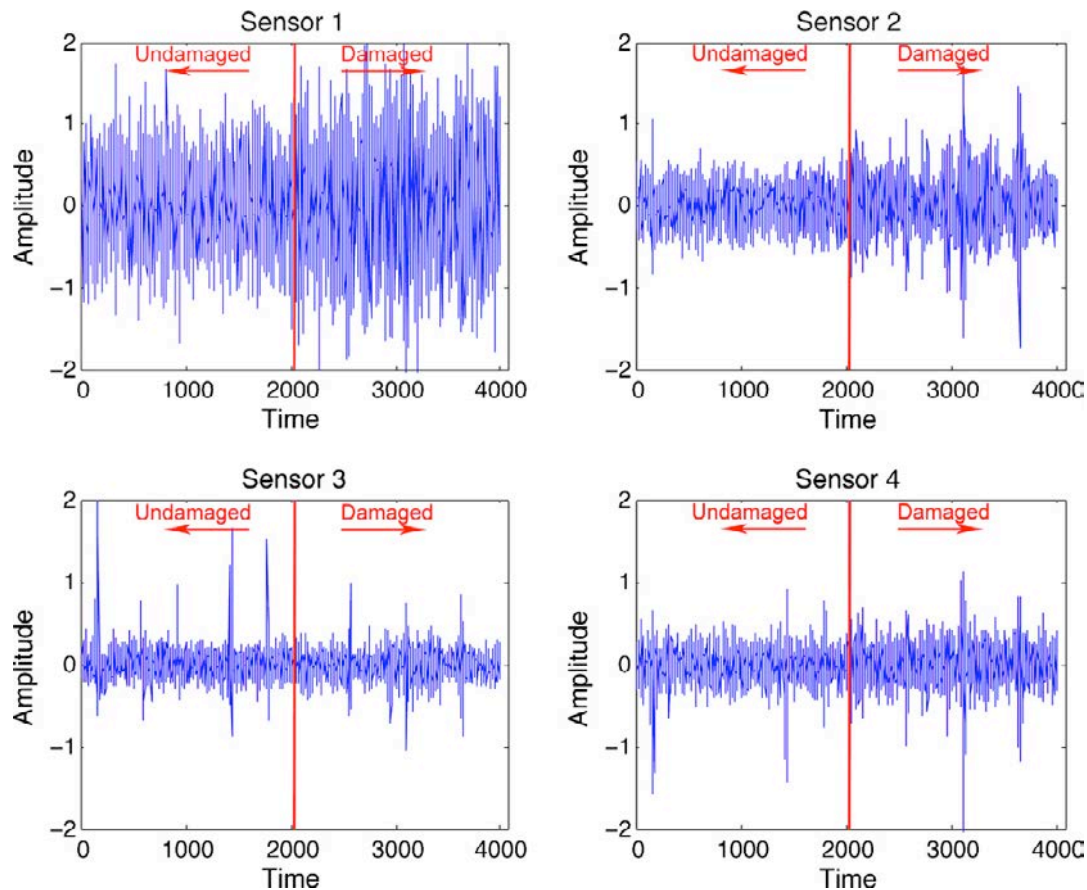 Sensor 1
2
1
0
−1
−2
Amplitude
Undamaged
Damaged
0
1000
2000
3000
4000
Time
Sensor 2
2
1
0
−1
−2
Amplitude
Undamaged
Damaged
0
1000
2000
3000
4000
Time
Sensor 3
2
1
0
−1
−2
Amplitude
Undamaged
Damaged
0
1000
2000
3000
4000
Time
Sensor 4
2
1
0
−1
−2
Amplitude
Undamaged
Damaged
0
1000
2000
3000
4000
Time